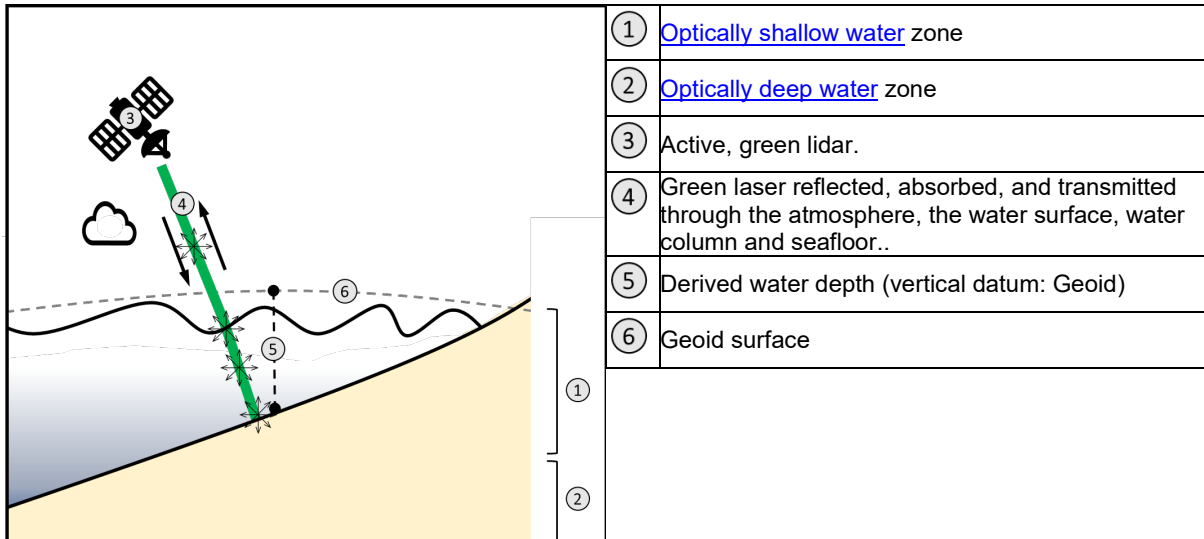 1 Optically shallow water zone
2 Optically deep water zone
3 Active, green lidar.
4 Green laser reflected, absorbed, and transmitted
through the atmosphere, the water surface, water
column and seafloor..
5 Derived water depth (vertical datum: Geoid)
6 Geoid surface
3
4
6
5
1
2